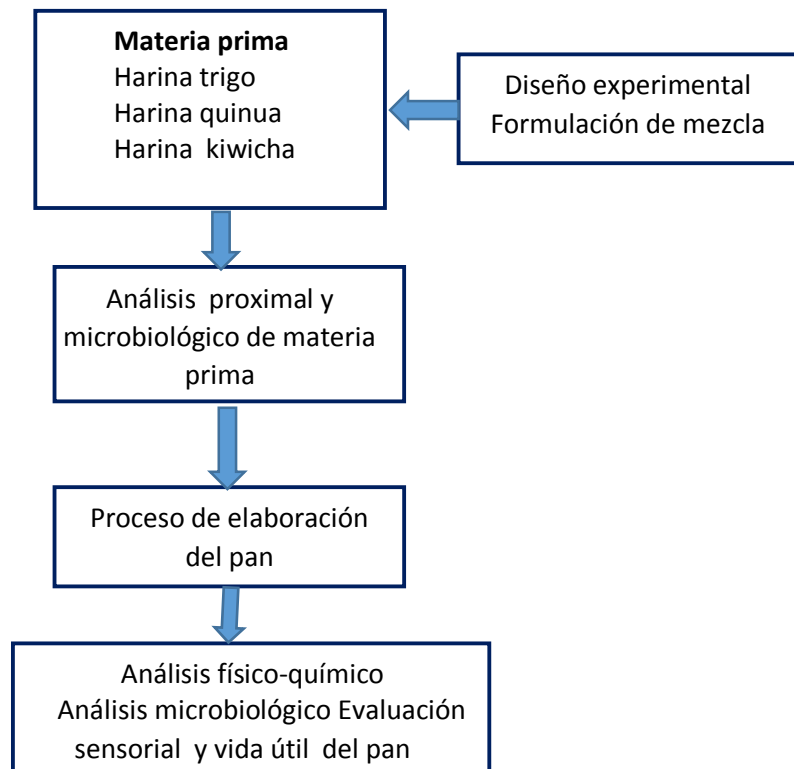 Materia prima
Harina trigo
Harina quinua
Harina kiwicha
Diseño experimental
Formulación de mezcla
Análisis proximal y
microbiológico de materia
prima
Proceso de elaboración
del pan
Análisis físico-químico
Análisis microbiológico Evaluación
sensorial y vida útil del pan